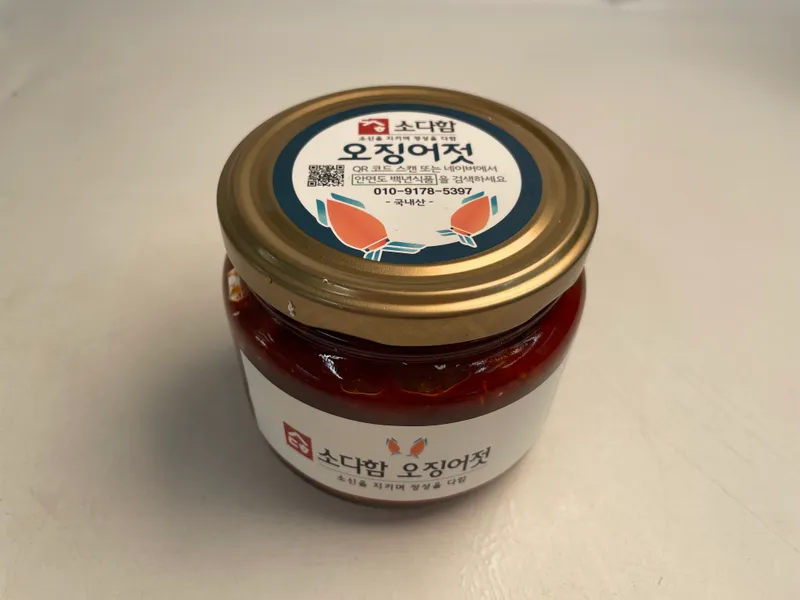 소다함
소신을 지키며 정성을 다함
오징어젓
QR 코드 스캔 또는 네이버에서
안면도 백년식품을 검색하세요
010-9178-5397
- 국내산 -
소다함 오징어젓
소신을 지키며 정성을 다함